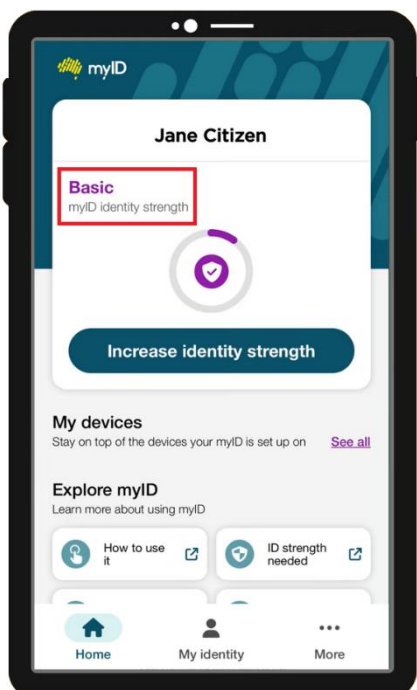 myID
Jane Citizen
Basic
myID identity strength
Increase identity strength
My devices
Stay on top of the devices your myID is set up on See all
Explore myID
Learn more about using myID
How to use
it
ID strength
needed
Home My identity More